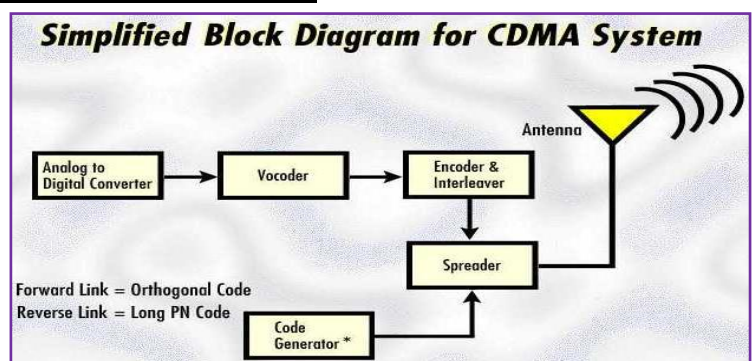 Simplified Block Diagram for CDMA System
Antenna
Analog to
Digital Converter
Vocoder
Encoder &
Interleaver
Spreader
Forward Link = Orthogonal Code
Reverse Link = Long PN Code
Code
Generator *